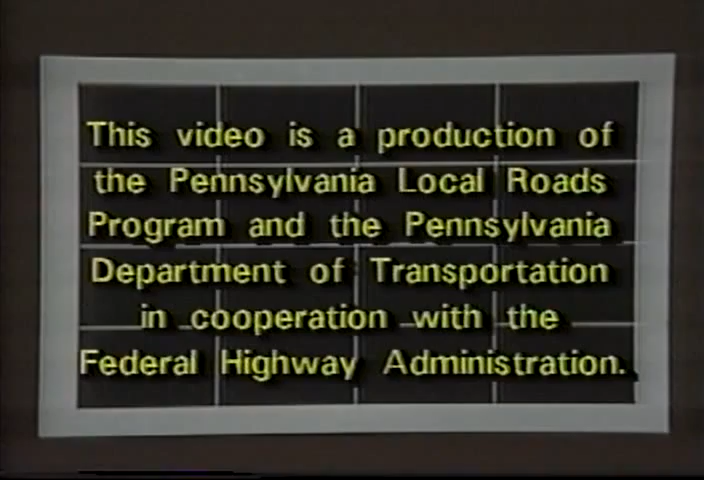 This video is a production of
the Pennsylvania Local Roads
Program and the Pennsylvania
Department of Transportation
in cooperation with the
Federal Highway Administration.